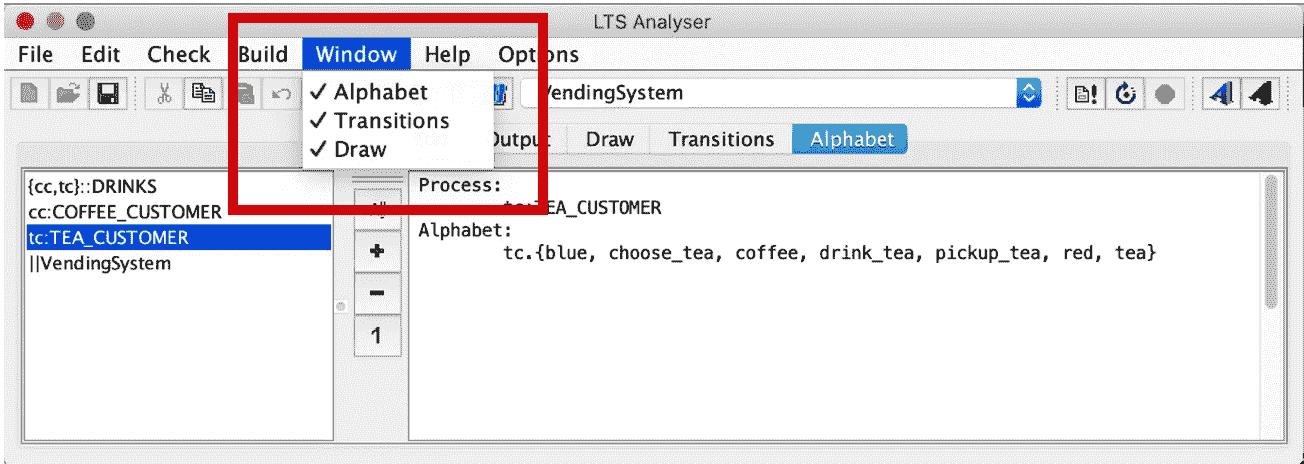 LTS Analyser
File Edit Check Build Window Help Options
VendingSystem
✓ Alphabet
✓ Transitions
✓ Draw
Output Draw Transitions Alphabet
{cc,tc}::DRINKS
cc:COFFEE_CUSTOMER
tc:TEA_CUSTOMER
||VendingSystem
+
−
1
Process:
tc:TEA_CUSTOMER
Alphabet:
tc.{blue, choose_tea, coffee, drink_tea, pickup_tea, red, tea}